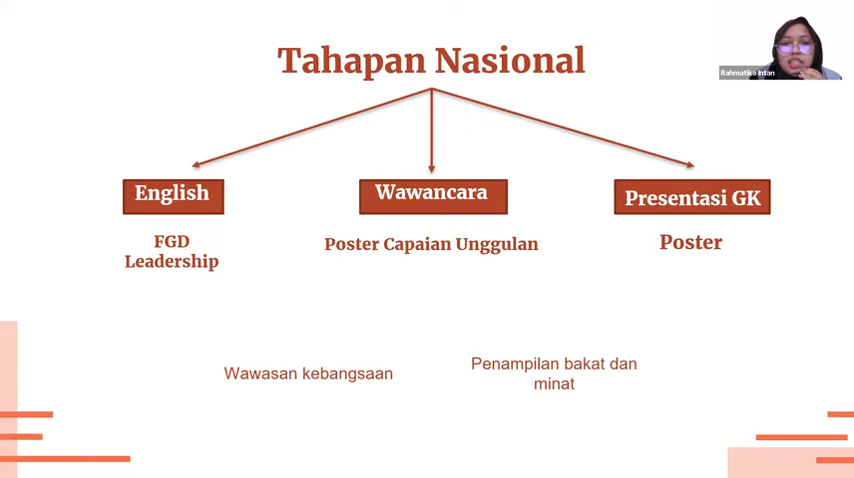 Tahapan Nasional
Rahmatika Intan
English
Wawancara
Presentasi GK
FGD
Leadership
Poster Capaian Unggulan
Poster
Wawasan kebangsaan
Penampilan bakat dan
minat